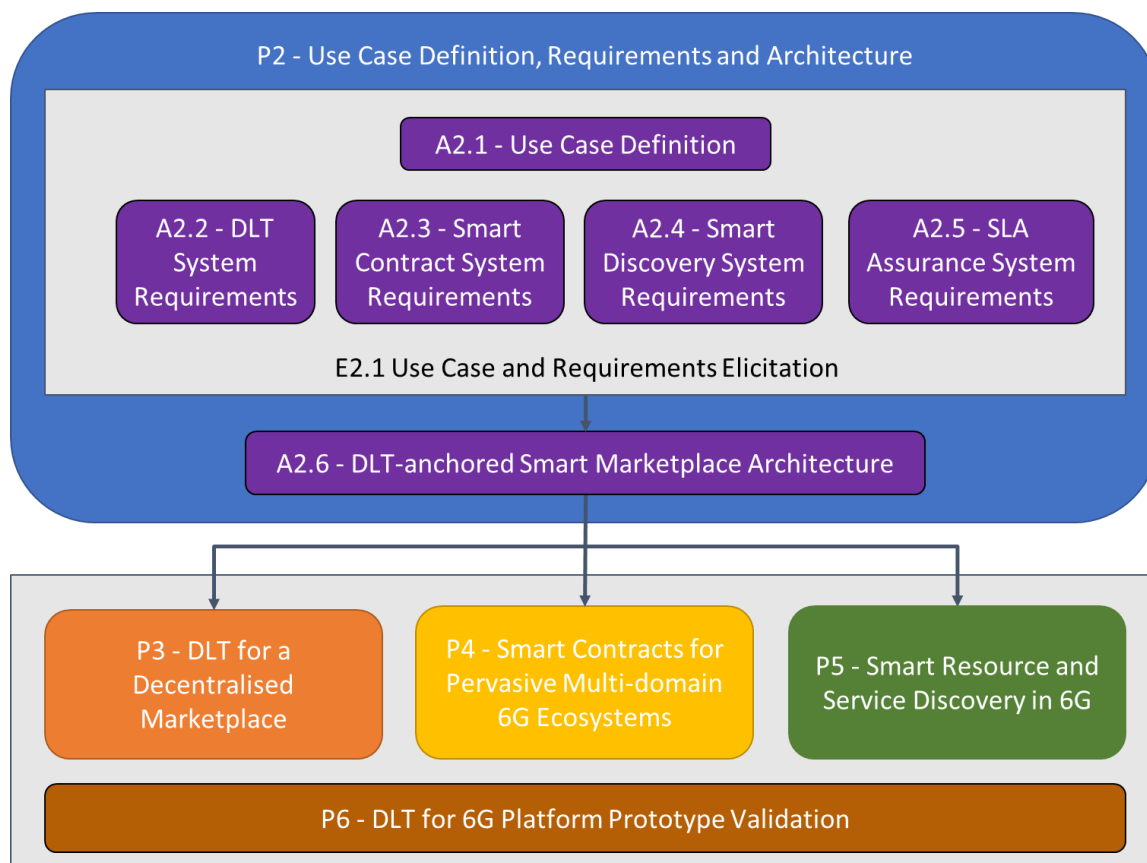 P2 - Use Case Definition, Requirements and Architecture
A2.1 - Use Case Definition
A2.2 - DLT
System
Requirements
A2.3 - Smart
Contract System
Requirements
A2.4 - Smart
Discovery System
Requirements
A2.5 - SLA
Assurance System
Requirements
E2.1 Use Case and Requirements Elicitation
A2.6 - DLT-anchored Smart Marketplace Architecture
P3 - DLT for a
Decentralised
Marketplace
P4 - Smart Contracts for
Pervasive Multi-domain
6G Ecosystems
P5 - Smart Resource and
Service Discovery in 6G
P6 - DLT for 6G Platform Prototype Validation